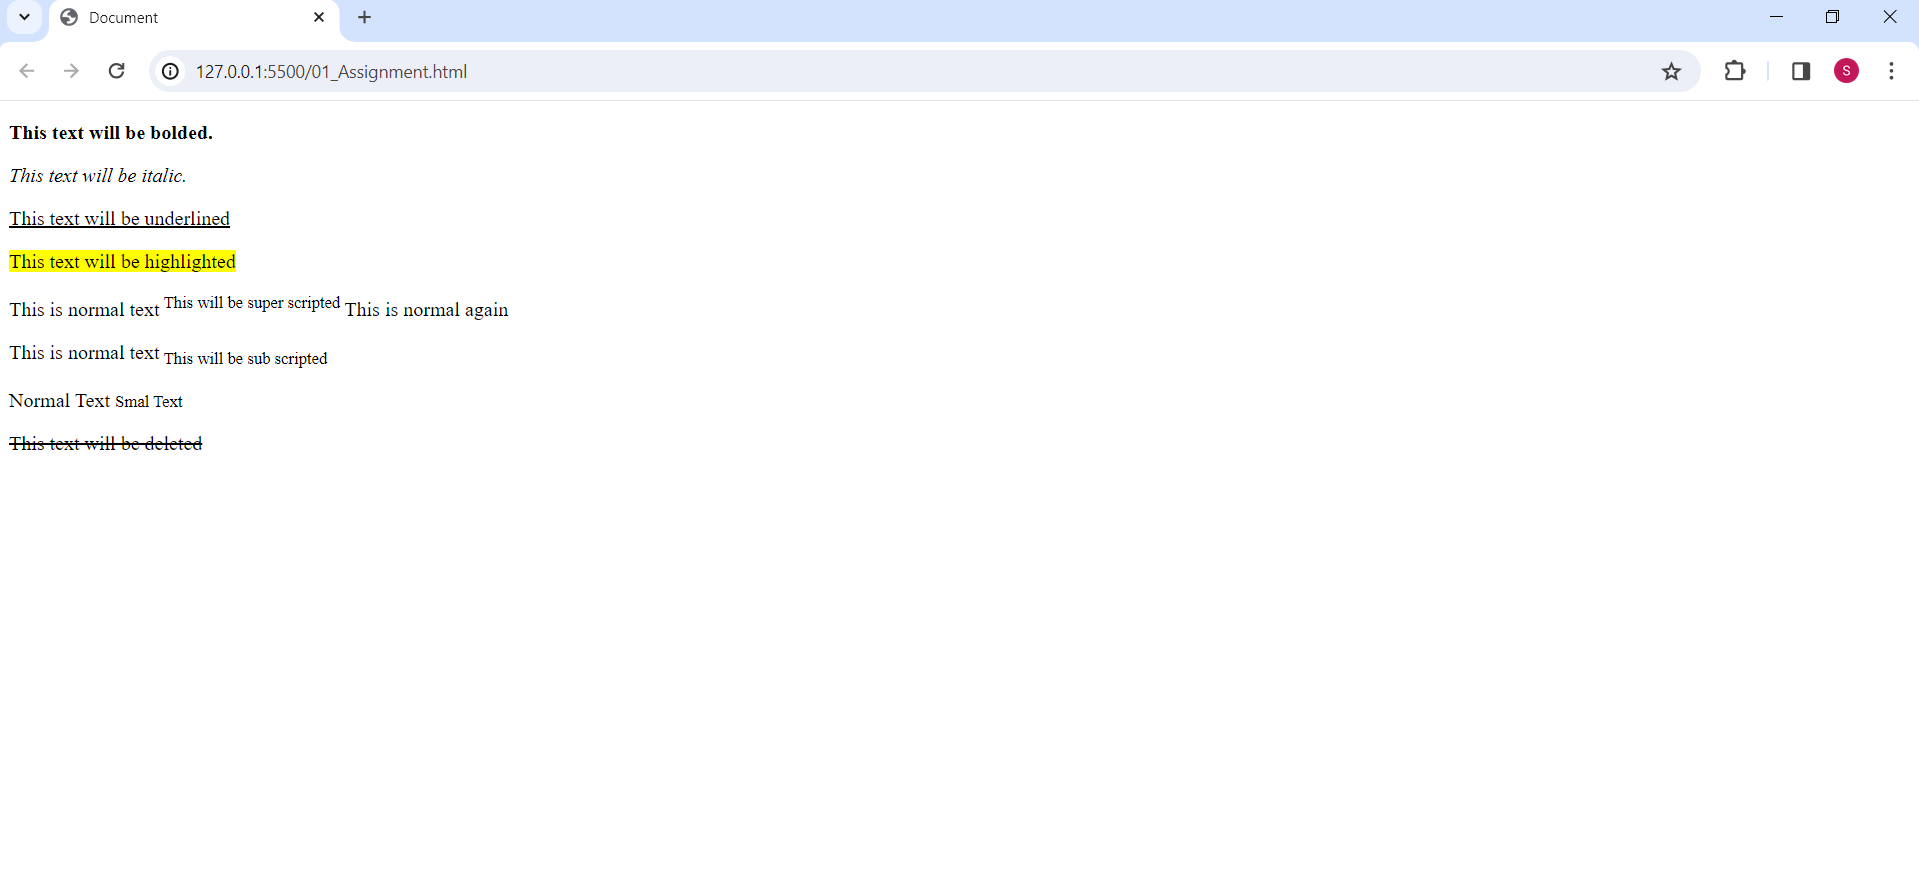 Document
127.0.0.1:5500/01_Assignment.html
S
This text will be bolded.
This text will be italic.
This text will be underlined
This text will be highlighted
This is normal text This will be super scripted This is normal again
This is normal text This will be sub scripted
Normal Text Smal Text
This text will be deleted